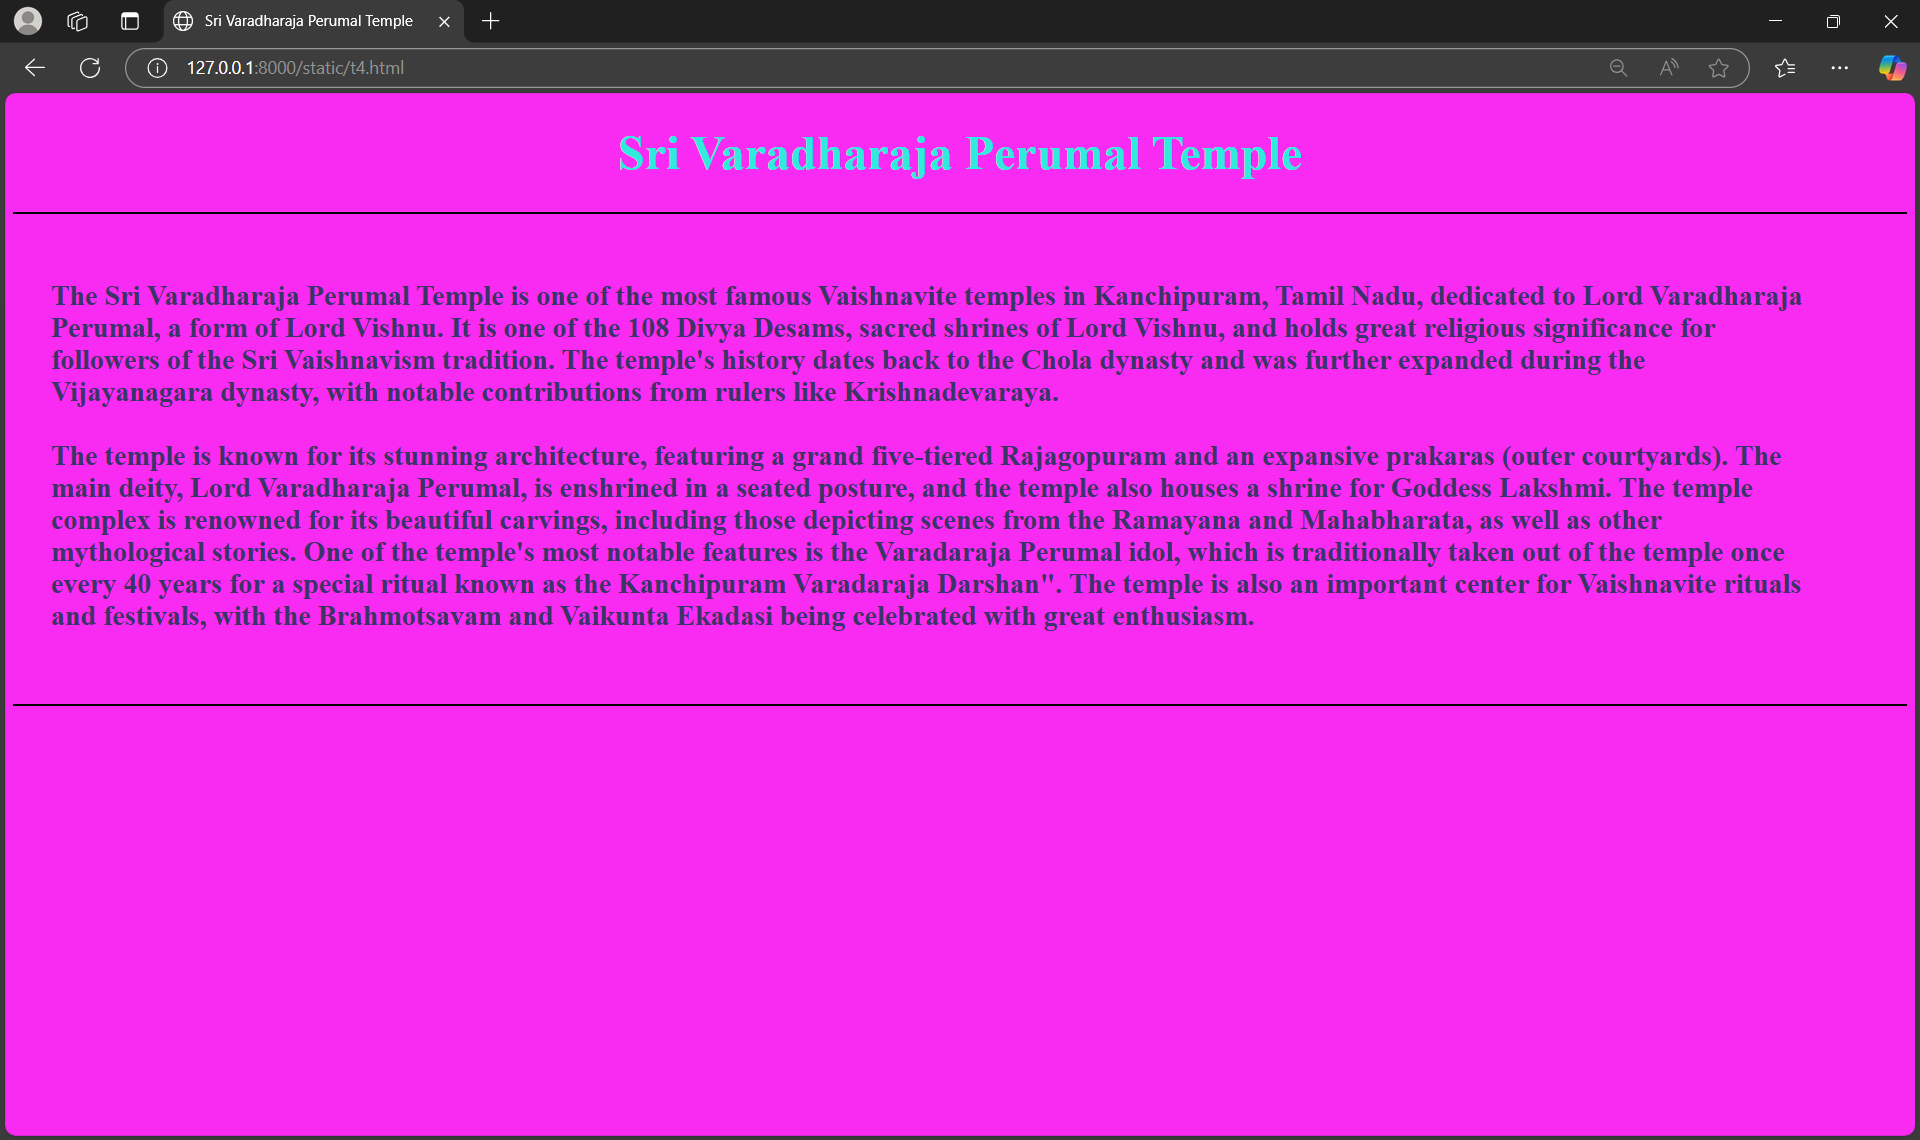 Sri Varadharaja Perumal Temple
127.0.0.1:8000/static/t4.html
Sri Varadharaja Perumal Temple
The Sri Varadharaja Perumal Temple is one of the most famous Vaishnavite temples in Kanchipuram, Tamil Nadu, dedicated to Lord Varadharaja
Perumal, a form of Lord Vishnu. It is one of the 108 Divya Desams, sacred shrines of Lord Vishnu, and holds great religious significance for
followers of the Sri Vaishnavism tradition. The temple's history dates back to the Chola dynasty and was further expanded during the
Vijayanagara dynasty, with notable contributions from rulers like Krishnadevaraya.
The temple is known for its stunning architecture, featuring a grand five-tiered Rajagopuram and an expansive prakaras (outer courtyards). The
main deity, Lord Varadharaja Perumal, is enshrined in a seated posture, and the temple also houses a shrine for Goddess Lakshmi. The temple
complex is renowned for its beautiful carvings, including those depicting scenes from the Ramayana and Mahabharata, as well as other
mythological stories. One of the temple's most notable features is the Varadaraja Perumal idol, which is traditionally taken out of the temple once
every 40 years for a special ritual known as the Kanchipuram Varadaraja Darshan". The temple is also an important center for Vaishnavite rituals
and festivals, with the Brahmotsavam and Vaikunta Ekadasi being celebrated with great enthusiasm.